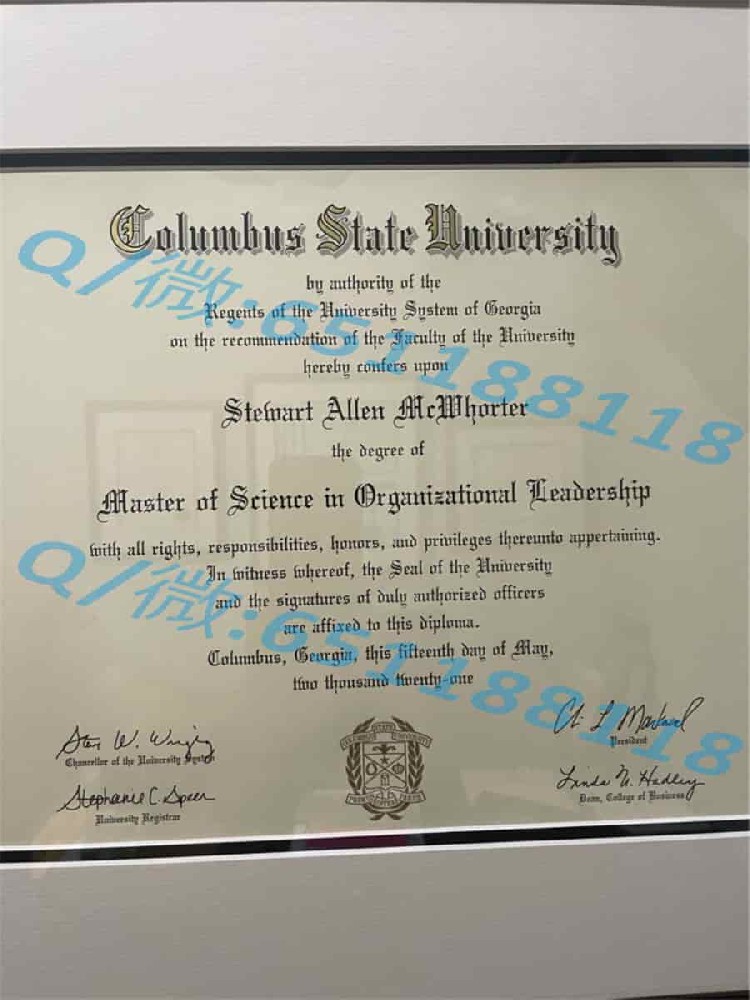 Columbus State University
by authority of the
Regents of the University System of Georgia
on the recommendation of the Faculty of the University
hereby confers upon
Stewart Allen McWhorter
the degree of
Master of Science in Organizational Leadership
with all rights, responsibilities, honors, and privileges thereunto appertaining.
In witness whereof, the Seal of the University
and the signatures of duly authorized officers
are affixed to this diploma.
Columbus, Georgia, this fifteenth day of May,
two thousand twenty-one
Chancellor of the University System
President
Stephanie C. Speer
University Registrar
Linda U. Hadley
Dean, College of Business
Q/微:651188118
Q/微:651188118